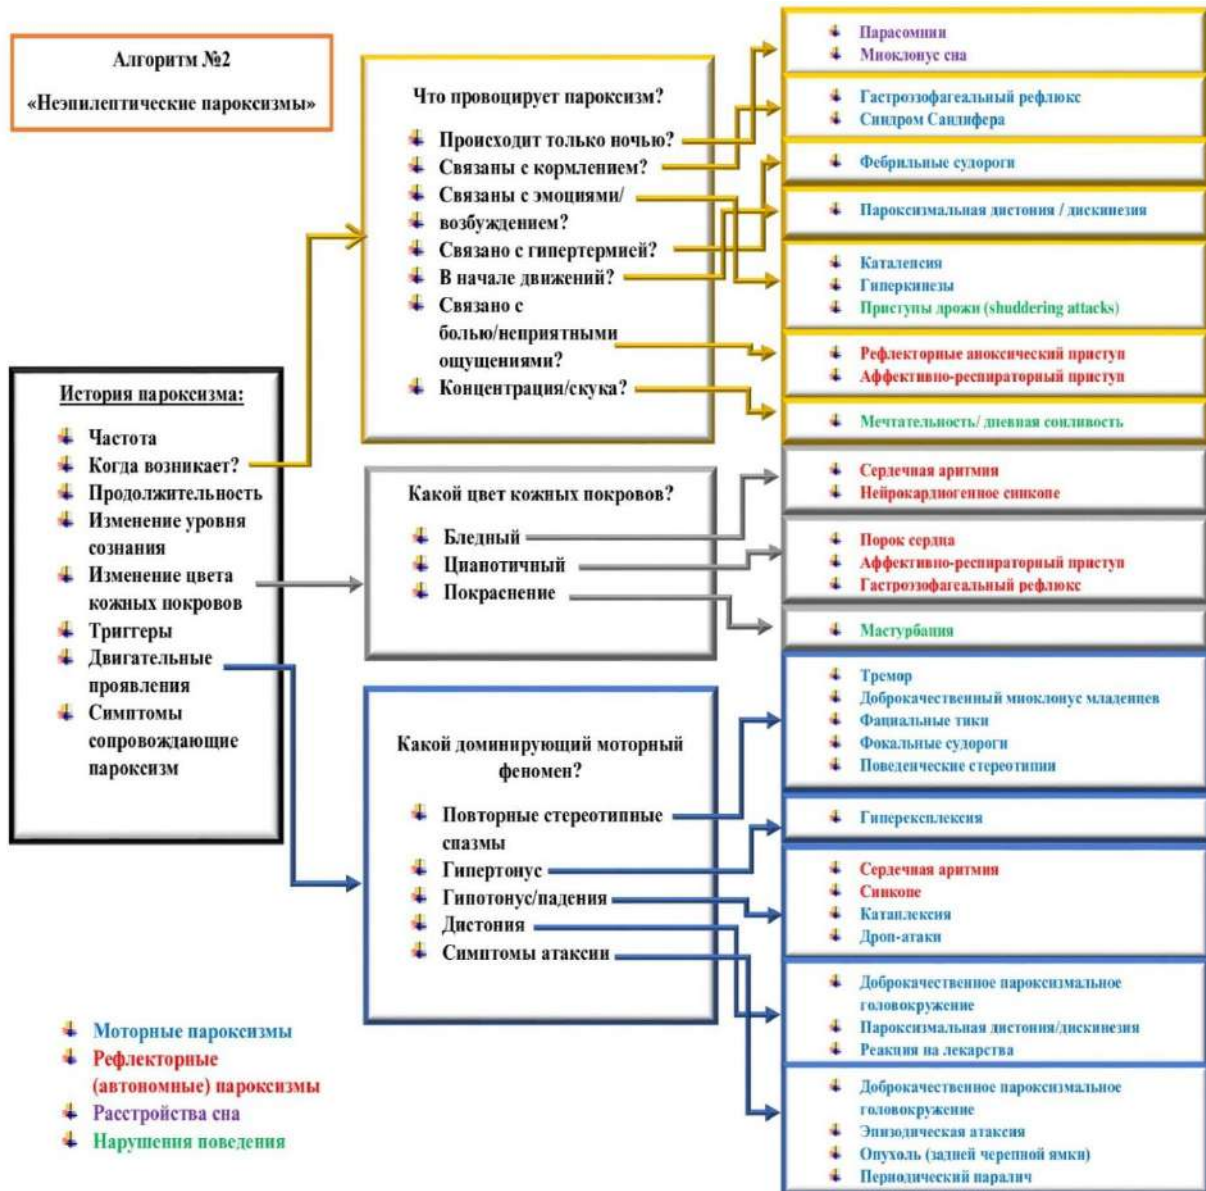 Алгоритм №2
«Неэпилептические пароксизмы»
История пароксизма:
Частота
Когда возникает?
Продолжительность
Изменение уровня
сознания
Изменение цвета
кожных покровов
Триггеры
Двигательные
проявления
Симптомы
сопровождающие
пароксизм
Что провоцирует пароксизм?
Происходит только ночью?
Связаны с кормлением?
Связаны с эмоциями/
возбуждением?
Связано с гипертермией?
В начале движений?
Связано с
болью/неприятными
ощущениями?
Концентрация/скука?
Какой цвет кожных покровов?
Бледный
Цианотичный
Покраснение
Какой доминирующий моторный
феномен?
Повторные стереотипные
спазмы
Гипертонус
Гипотонус/падения
Дистония
Симптомы атаксии
Парасомнии
Миоклонус сна
Гастроэзофагеальный рефлюкс
Синдром Сандифера
Фебрильные судороги
Пароксизмальная дистония / дискинезия
Каталепсия
Гиперкинезы
Приступы дрожи (shuddering attacks)
Рефлекторные аноксический приступ
Аффективно-респираторный приступ
Мечтательность/ дневная сонливость
Сердечная аритмия
Нейрокардиогенное синкопе
Порок сердца
Аффективно-респираторный приступ
Гастроэзофагеальный рефлюкс
Мастурбация
Тремор
Доброкачественный миоклонус младенцев
Фациальные тики
Фокальные судороги
Поведенческие стереотипии
Гиперексплексия
Сердечная аритмия
Синкопе
Катаплексия
Дроп-атаки
Доброкачественное пароксизмальное
головокружение
Пароксизмальная дистония/дискинезия
Реакция на лекарства
Доброкачественное пароксизмальное
головокружение
Эпизодическая атаксия
Опухоль (задней черепной ямки)
Периодический паралич
Моторные пароксизмы
Рефлекторные
(автономные) пароксизмы
Расстройства сна
Нарушения поведения